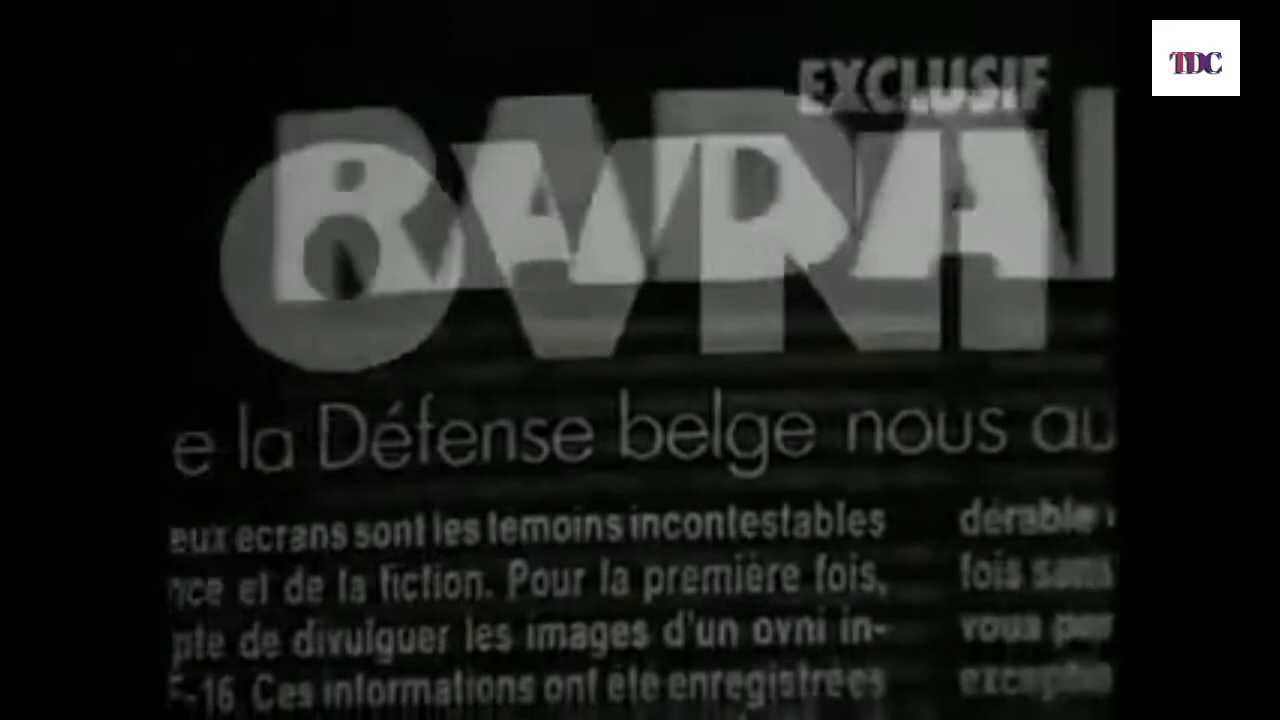 EXCLUSIF
TDC
e la Défense belge nous au
eux ecrans sont les temoins incontestables
nce et de la fiction. Pour la première fois,
pte de divulguer les images d'un ovni in-
F-16. Ces informations ont été enregistrées
dérable
fois sans
vous